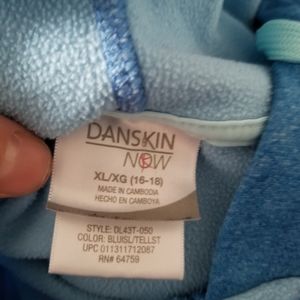 DANSKIN
NOW
XL/XG (16-18)
MADE IN CAMBODIA
HECHO EN CAMBOYA
STYLE: DL43T-050
COLOR: BLUISL/TELLST
UPC 011311712087
RN# 64759